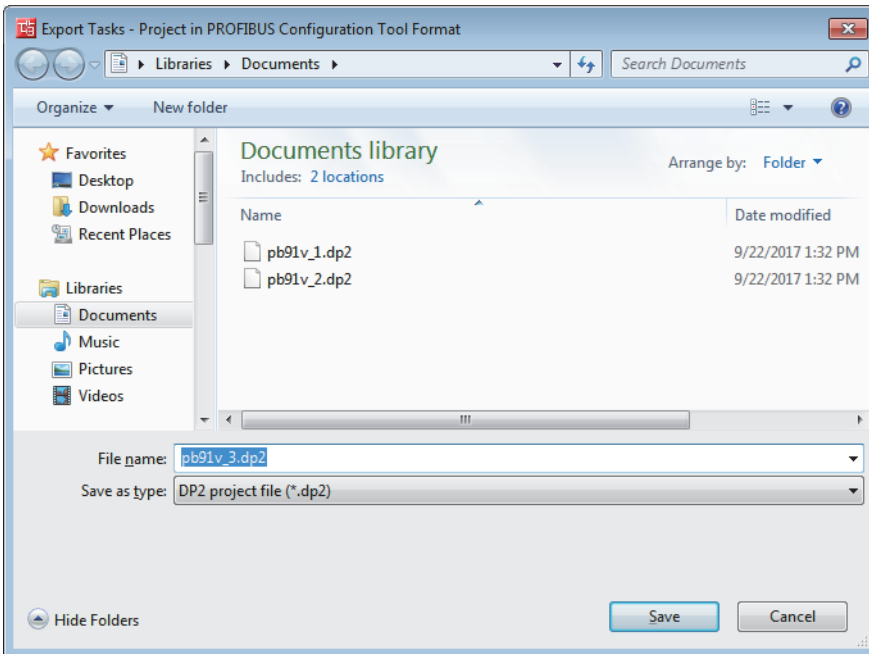 Export Tasks - Project in PROFIBUS Configuration Tool Format
Libraries Documents
Search Documents
Organize New folder
Favorites
Desktop
Downloads
Recent Places
Libraries
Documents
Music
Pictures
Videos
Documents library
Includes: 2 locations
Arrange by: Folder
Name Date modified
pb91v_1.dp2 9/22/2017 1:32 PM
pb91v_2.dp2 9/22/2017 1:32 PM
File name: pb91v_3.dp2
Save as type: DP2 project file (*.dp2)
Hide Folders
Save Cancel